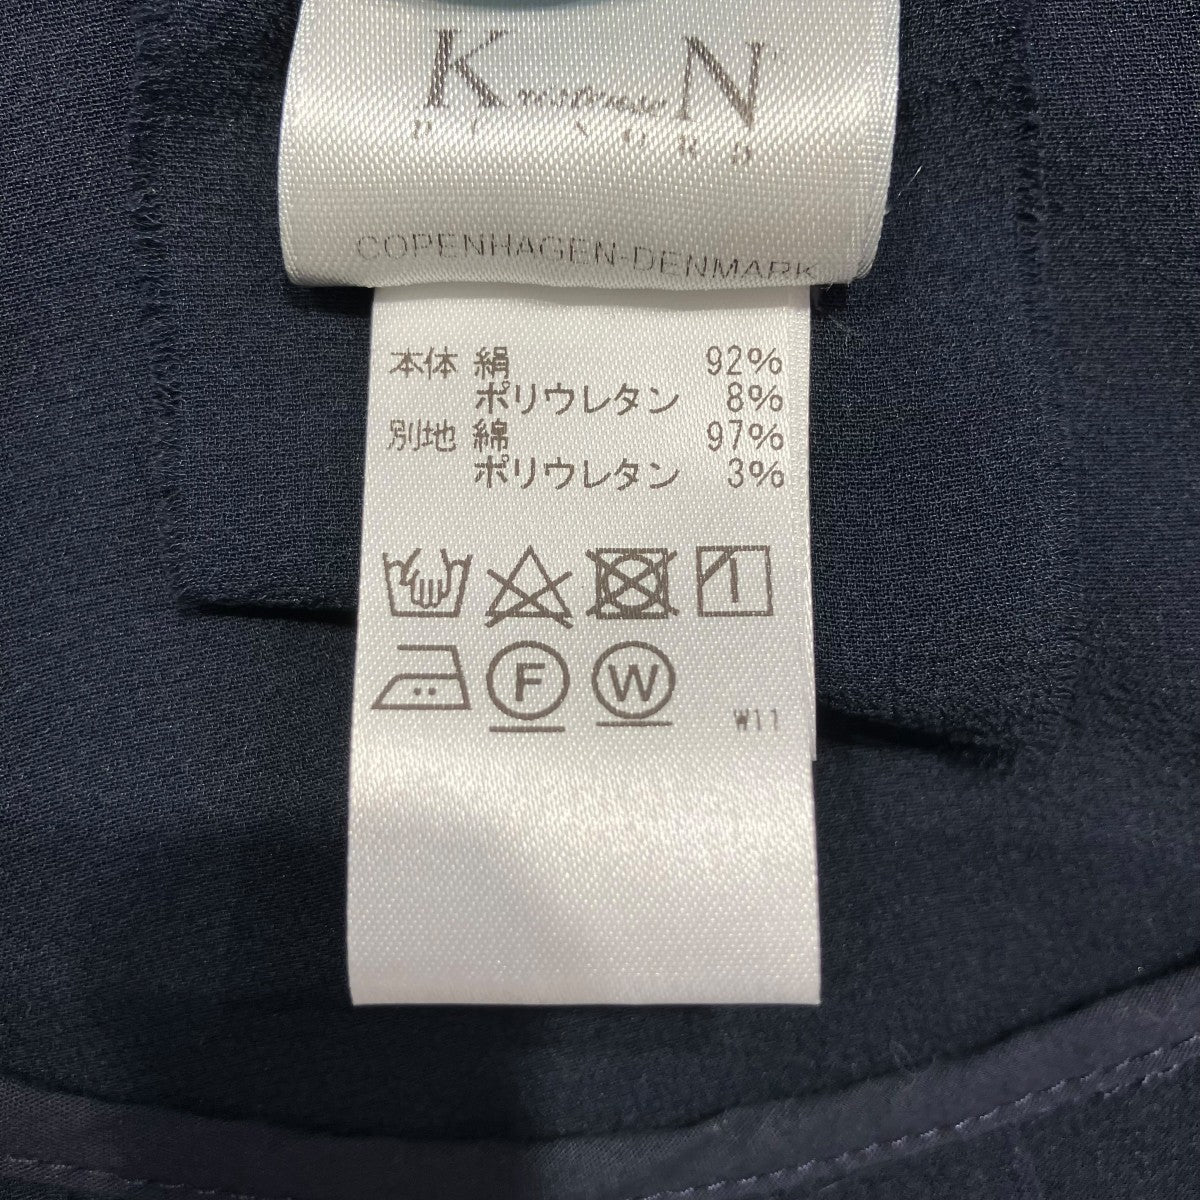 K N
COPENHAGEN-DENMARK
本体 絹 92%
ポリウレタン 8%
別地 綿 97%
ポリウレタン 3%
F W
W11